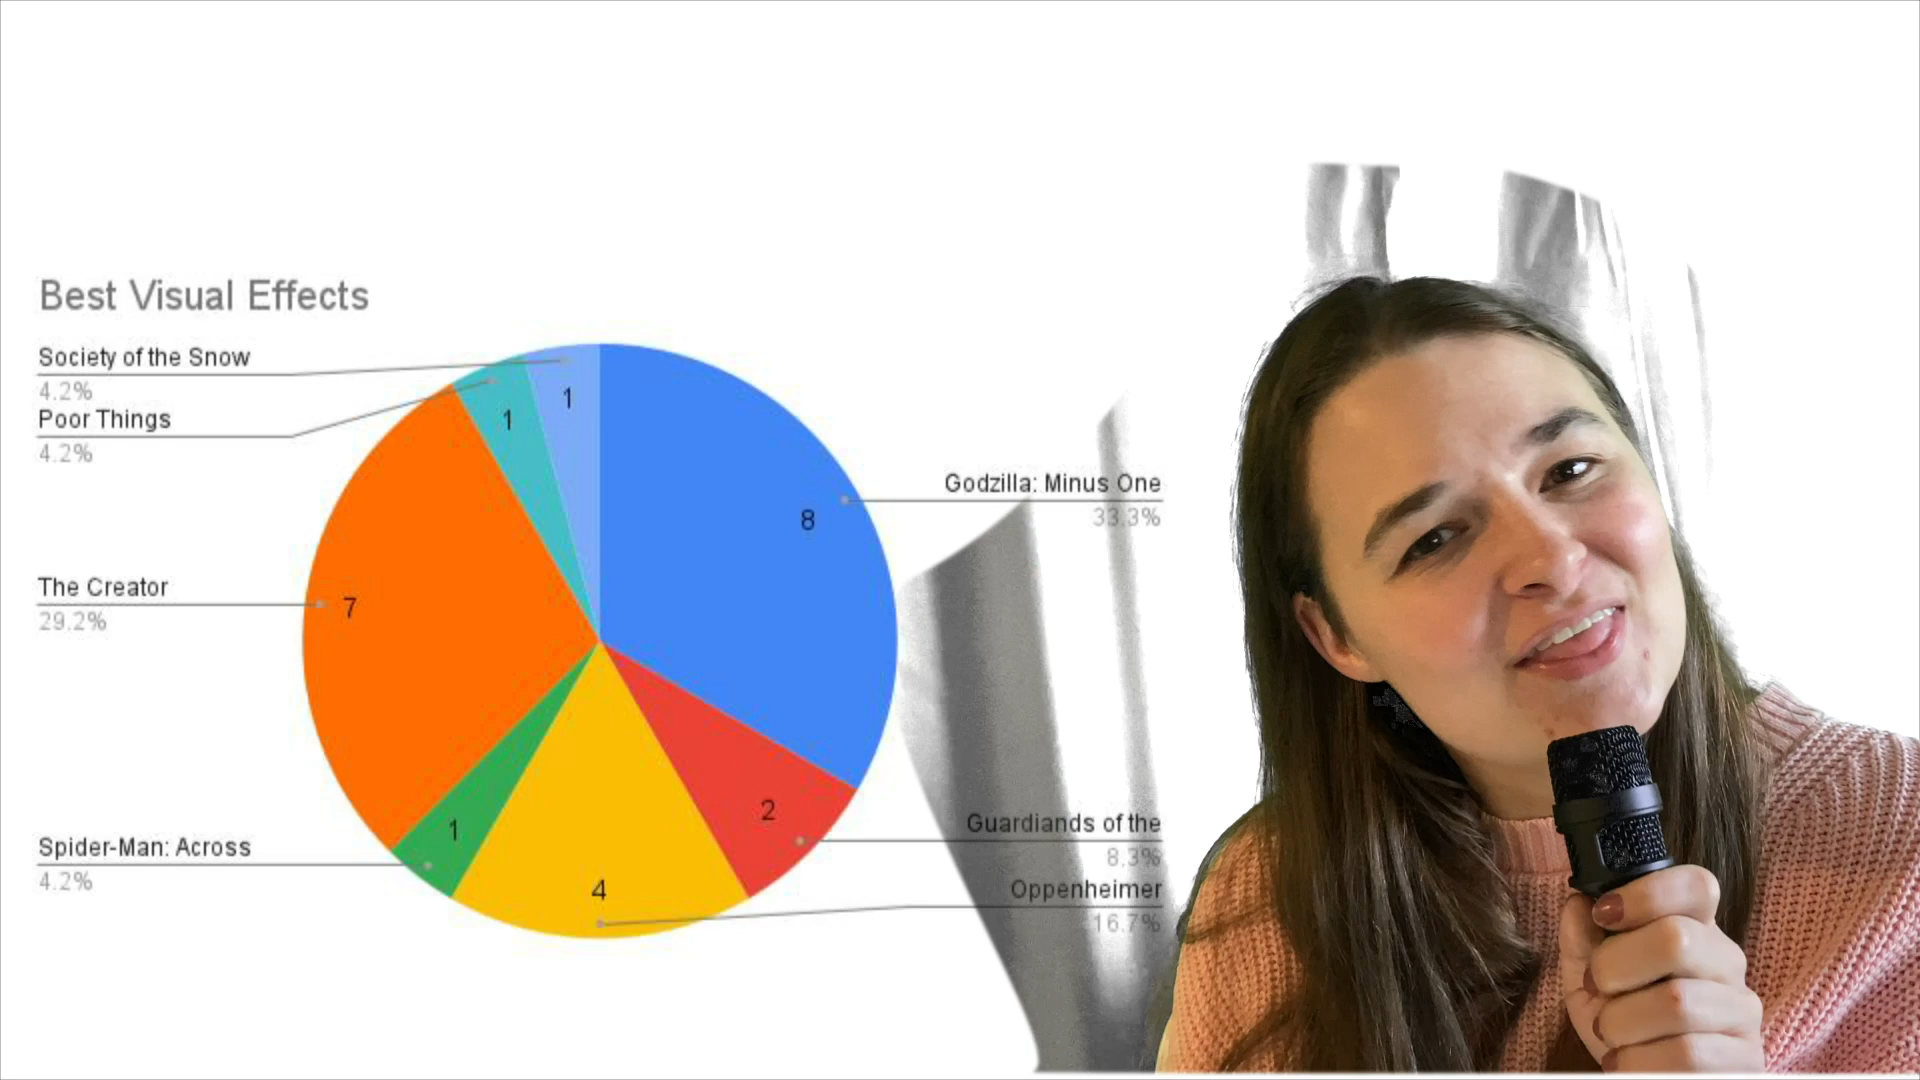 Best Visual Effects
Society of the Snow
4.2%
Poor Things
4.2%
The Creator
29.2%
Spider-Man: Across
4.2%
1
1
7
1
4
2
8
Godzilla: Minus One
33.3%
Guardiands of the
8.3%
Oppenheimer
16.7%